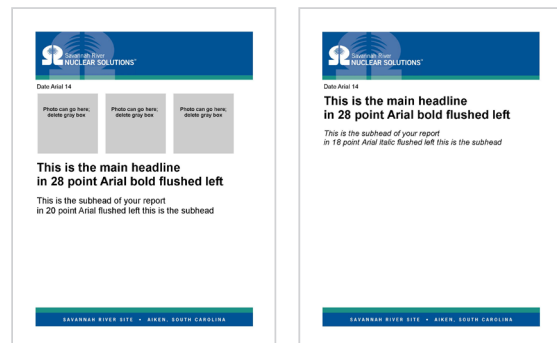 Savannah River
NUCLEAR SOLUTIONS™
Date Arial 14
Photo can go here;
delete gray box
Photo can go here;
delete gray box
Photo can go here;
delete gray box
This is the main headline
in 28 point Arial bold flushed left
This is the subhead of your report
in 20 point Arial flushed left this is the subhead
SAVANNAH RIVER SITE • AIKEN, SOUTH CAROLINA
Savannah River
NUCLEAR SOLUTIONS™
Date Arial 14
This is the main headline
in 28 point Arial bold flushed left
This is the subhead of your report
in 18 point Arial italic flushed left this is the subhead
SAVANNAH RIVER SITE • AIKEN, SOUTH CAROLINA